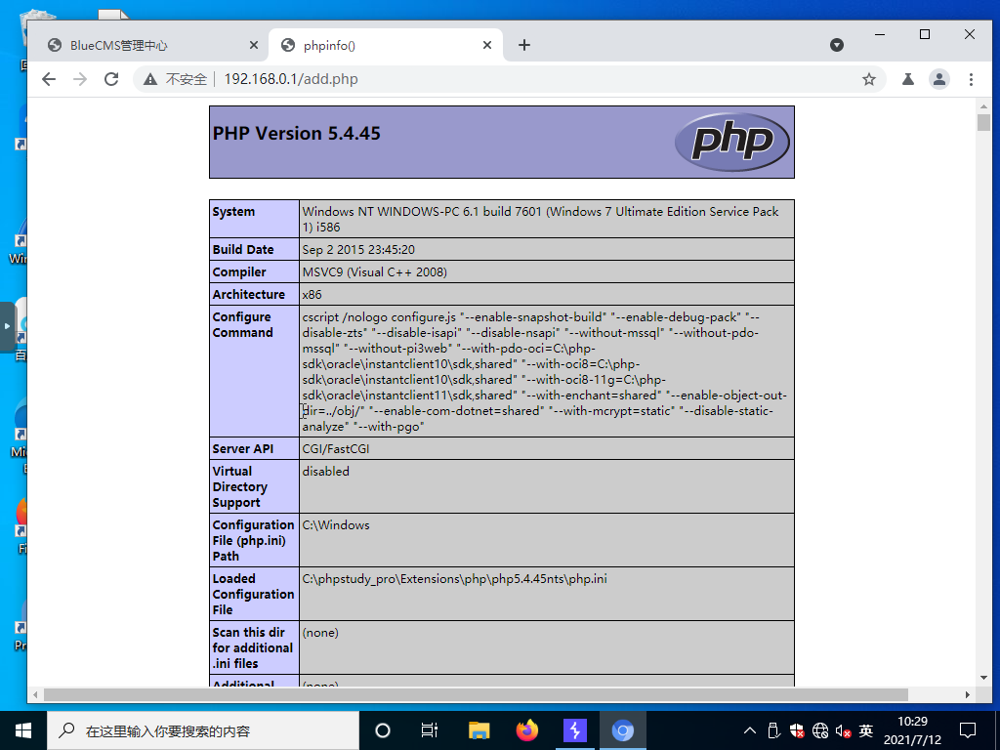 BlueCMS管理中心
phpinfo()
不安全
192.168.0.1/add.php
PHP Version 5.4.45
php
System
Windows NT WINDOWS-PC 6.1 build 7601 (Windows 7 Ultimate Edition Service Pack
1) i586
Build Date
Sep 2 2015 23:45:20
Compiler
MSVC9 (Visual C++ 2008)
Architecture
x86
Configure
Command
cscript /nologo configure.js "--enable-snapshot-build" "--enable-debug-pack" "--
disable-zts" "--disable-isapi" "--disable-nsapi" "--without-mssql" "--without-pdo-
mssql" "--without-pi3web" "--with-pdo-oci=C:\php-
sdk\oracle\instantclient10\sdk,shared" "--with-oci8=C:\php-
sdk\oracle\instantclient10\sdk,shared" "--with-oci8-11g=C:\php-
sdk\oracle\instantclient11\sdk,shared" "--with-enchant=shared" "--enable-object-out-
dir=../obj/" "--enable-com-dotnet=shared" "--with-mcrypt=static" "--disable-static-
analyze" "--with-pgo"
Server API
CGI/FastCGI
Virtual
Directory
Support
disabled
Configuration
File (php.ini)
Path
C:\Windows
Loaded
Configuration
File
C:\phpstudy_pro\Extensions\php\php5.4.45nts\php.ini
Scan this dir
for additional
.ini files
(none)
Additional
(none)
在这里输入你要搜索的内容
英
10:29
2021/7/12